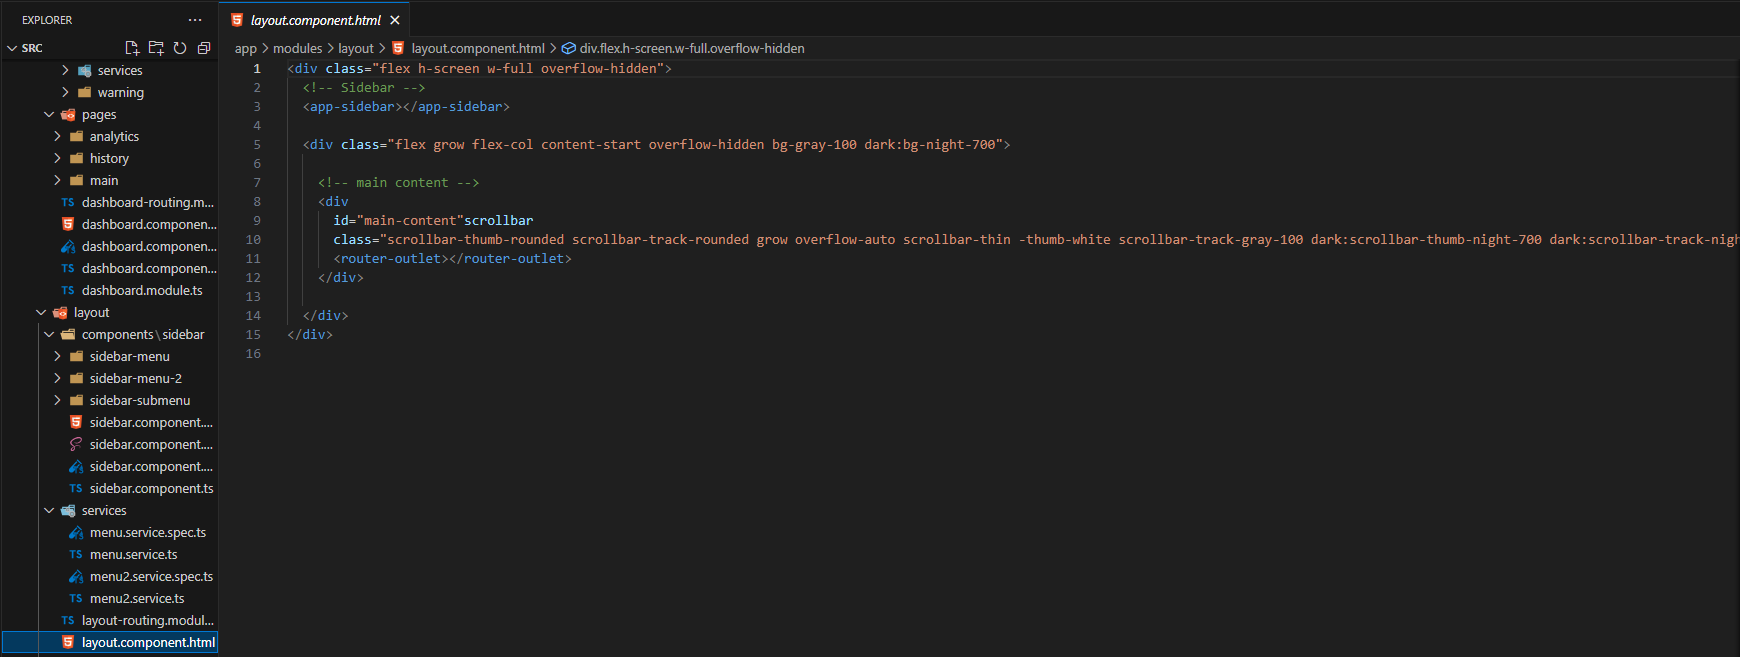 EXPLORER ···
SRC
services
warning
pages
analytics
history
main
TS dashboard-routing.m...
dashboard.componen...
dashboard.componen...
TS dashboard.componen...
TS dashboard.module.ts
layout
components\sidebar
sidebar-menu
sidebar-menu-2
sidebar-submenu
sidebar.component....
sidebar.component....
sidebar.component....
TS sidebar.component.ts
services
menu.service.spec.ts
TS menu.service.ts
menu2.service.spec.ts
TS menu2.service.ts
TS layout-routing.modul...
layout.component.html
layout.component.html
app > modules > layout > layout.component.html > div.flex.h-screen.w-full.overflow-hidden
1 <div class="flex h-screen w-full overflow-hidden">
2 <!-- Sidebar -->
3 <app-sidebar></app-sidebar>
4
5 <div class="flex grow flex-col content-start overflow-hidden bg-gray-100 dark:bg-night-700">
6
7 <!-- main content -->
8 <div
9 id="main-content"scrollbar
10 class="scrollbar-thumb-rounded scrollbar-track-rounded grow overflow-auto scrollbar-thin -thumb-white scrollbar-track-gray-100 dark:scrollbar-thumb-night-700 dark:scrollbar-track-nigh
11 <router-outlet></router-outlet>
12 </div>
13
14 </div>
15 </div>
16